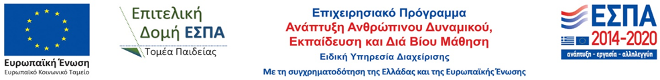 Ευρωπαϊκή Ένωση
Ευρωπαϊκό Κοινωνικό Ταμείο
Επιτελική
Δομή ΕΣΠΑ
Τομέα Παιδείας
Επιχειρησιακό Πρόγραμμα
Ανάπτυξη Ανθρώπινου Δυναμικού,
Εκπαίδευση και Διά Βίου Μάθηση
Ειδική Υπηρεσία Διαχείρισης
Με τη συγχρηματοδότηση της Ελλάδας και της Ευρωπαϊκής Ένωσης
ΕΣΠΑ
2014-2020
ανάπτυξη - εργασία - αλληλεγγύη